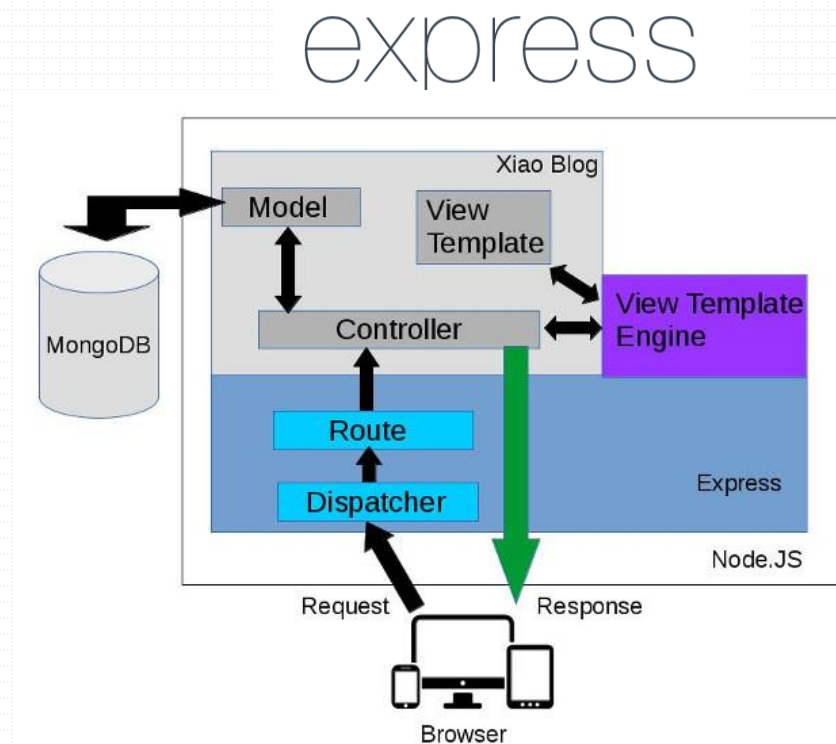 express
Xiao Blog
Model
View
Template
MongoDB
Controller
View Template
Engine
Route
Express
Dispatcher
Node.JS
Request
Response
Browser